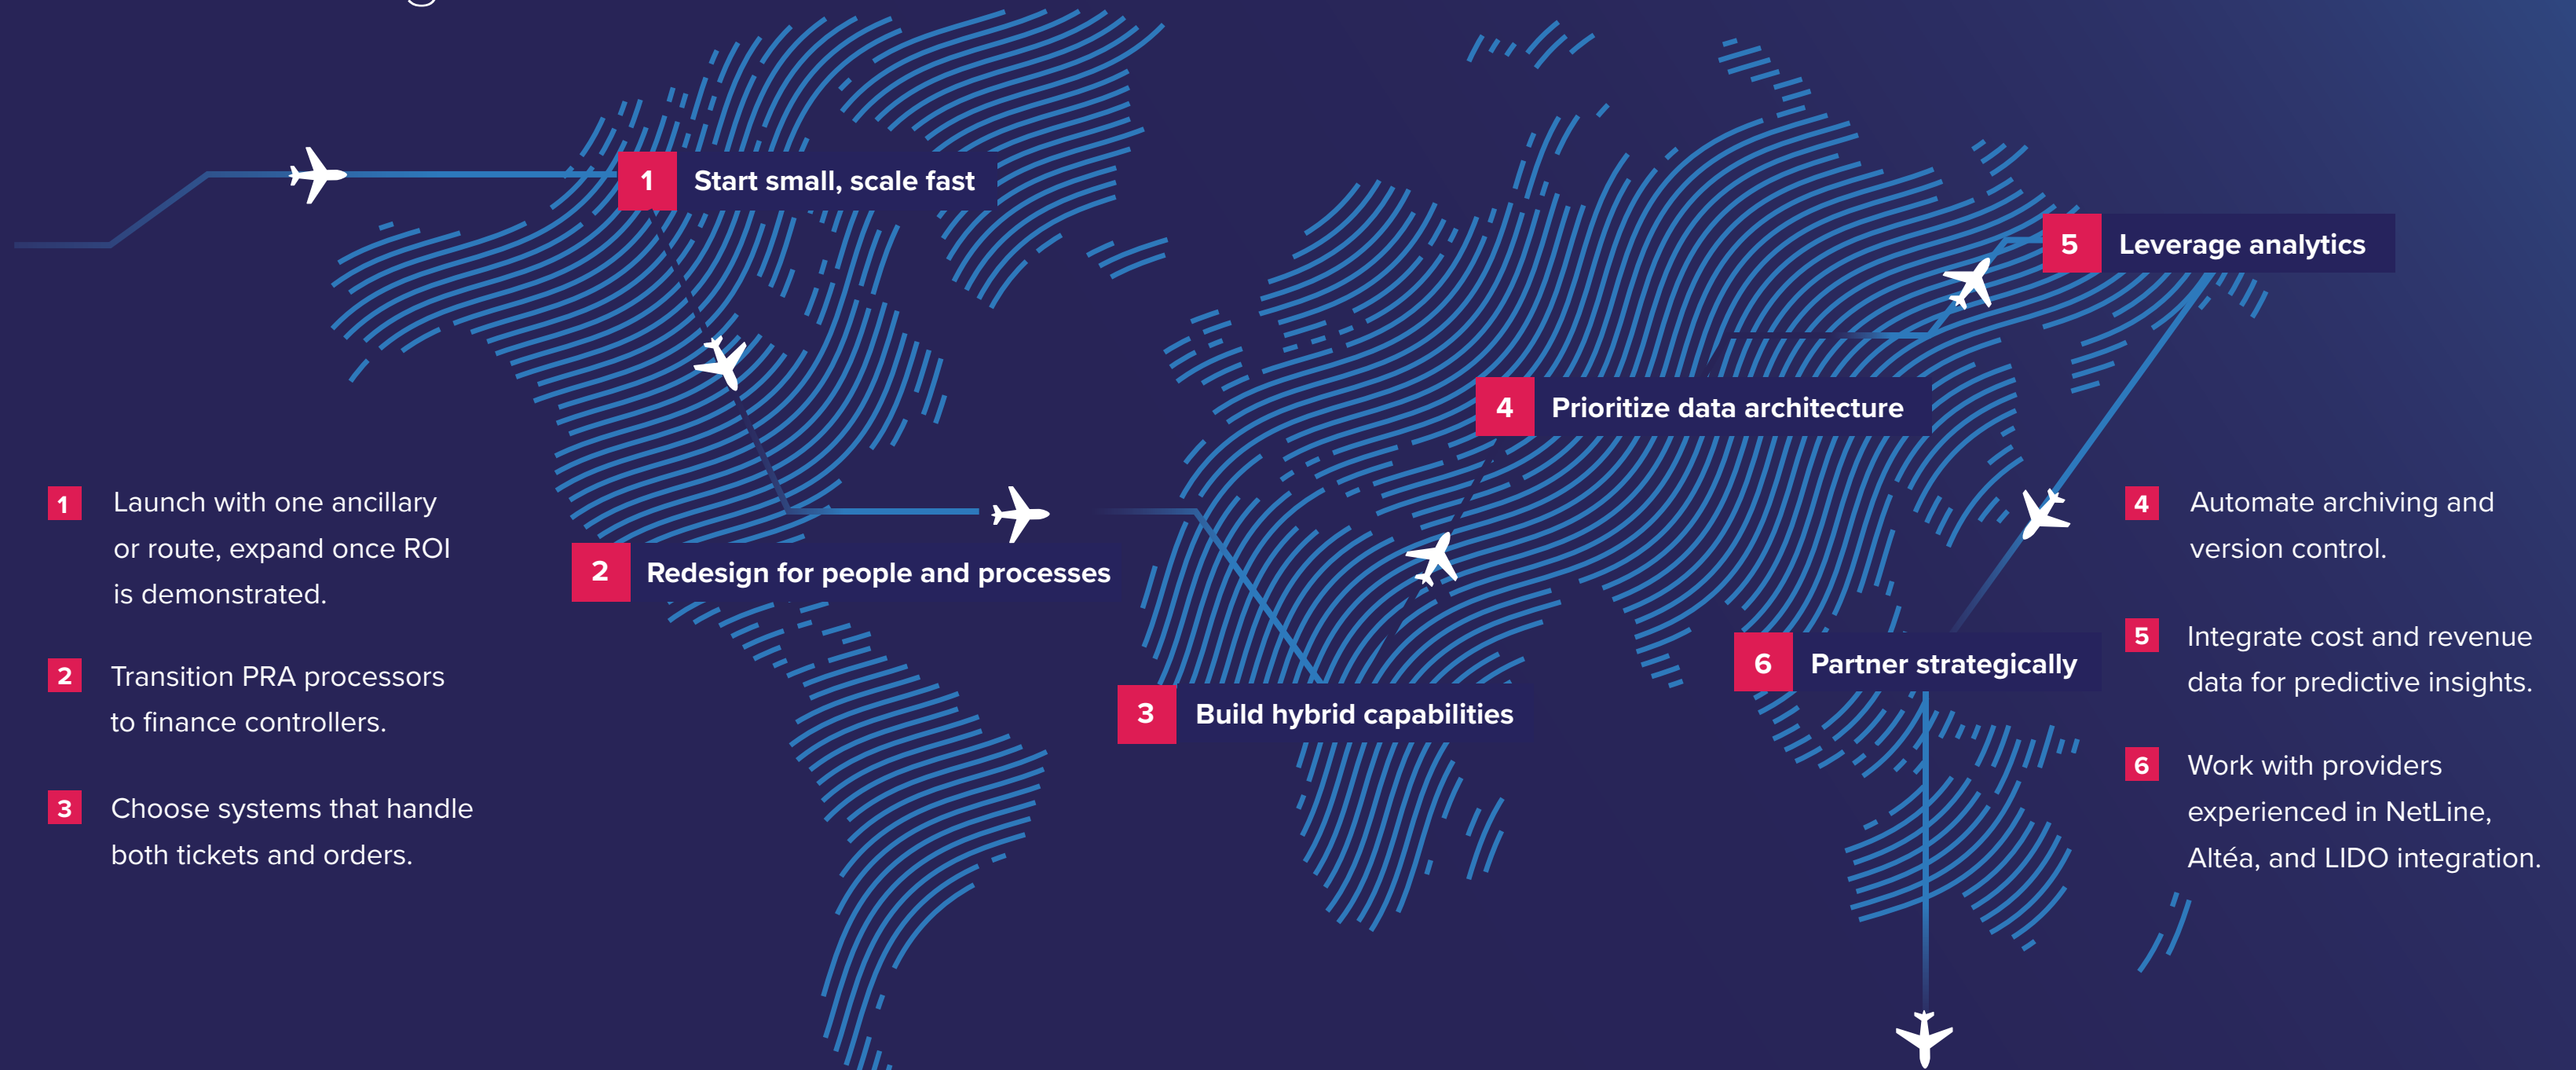 1 Start small, scale fast
2 Redesign for people and processes
3 Build hybrid capabilities
4 Prioritize data architecture
5 Leverage analytics
6 Partner strategically
1 Launch with one ancillary
or route, expand once ROI
is demonstrated.
2 Transition PRA processors
to finance controllers.
3 Choose systems that handle
both tickets and orders.
4 Automate archiving and
version control.
5 Integrate cost and revenue
data for predictive insights.
6 Work with providers
experienced in NetLine,
Altéa, and LIDO integration.